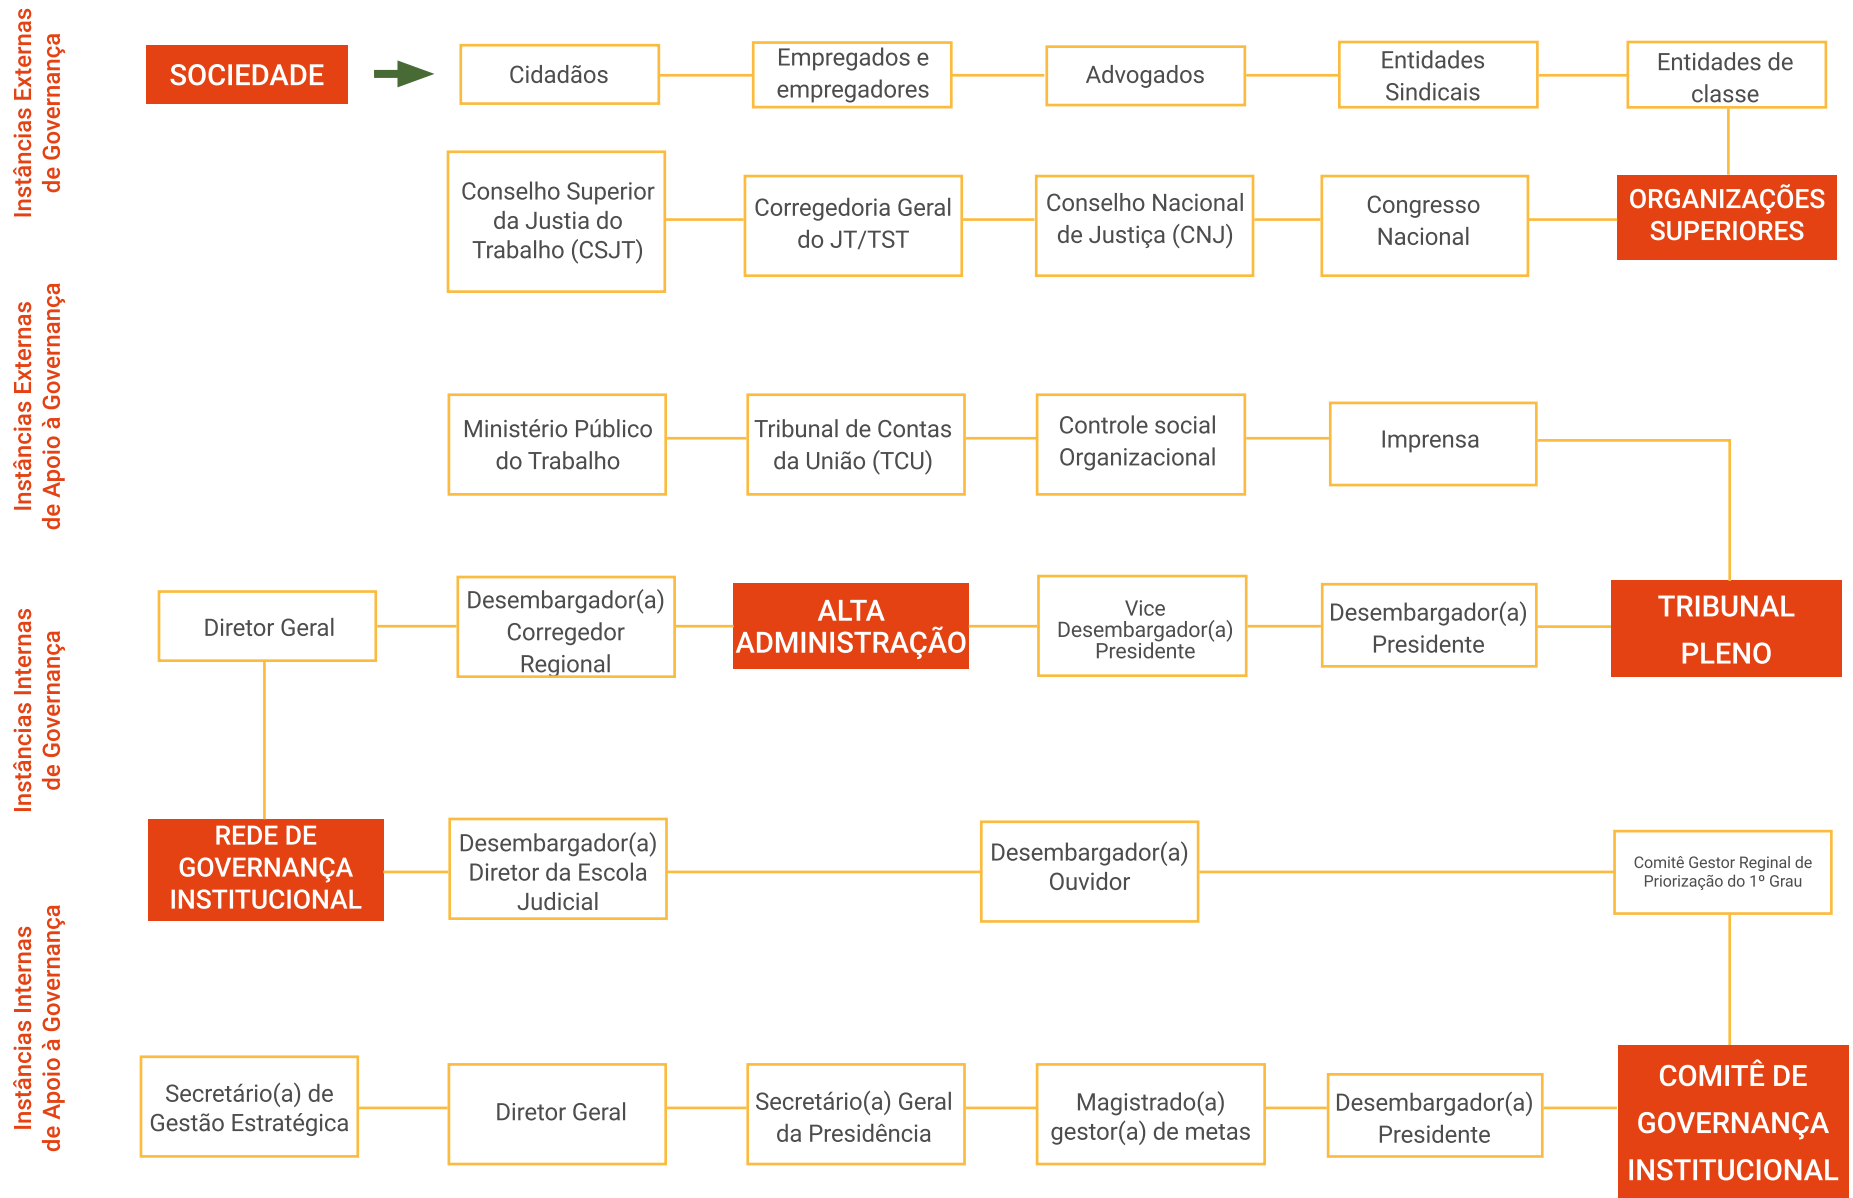 Instâncias Externas
de Governança
SOCIEDADE
Cidadãos
Empregados e
empregadores
Advogados
Entidades
Sindicais
Entidades de
classe
Conselho Superior
da Justia do
Trabalho (CSJT)
Corregedoria Geral
do JT/TST
Conselho Nacional
de Justiça (CNJ)
Congresso
Nacional
ORGANIZAÇÕES
SUPERIORES
Instâncias Externas
de Apoio à Governança
Ministério Público
do Trabalho
Tribunal de Contas
da União (TCU)
Controle social
Organizacional
Imprensa
Instâncias Internas
de Governança
Diretor Geral
Desembargador(a)
Corregedor
Regional
ALTA
ADMINISTRAÇÃO
Vice
Desembargador(a)
Presidente
Desembargador(a)
Presidente
TRIBUNAL
PLENO
REDE DE
GOVERNANÇA
INSTITUCIONAL
Desembargador(a)
Diretor da Escola
Judicial
Desembargador(a)
Ouvidor
Comitê Gestor Reginal de
Priorização do 1º Grau
Instâncias Internas
de Apoio à Governança
Secretário(a) de
Gestão Estratégica
Diretor Geral
Secretário(a) Geral
da Presidência
Magistrado(a)
gestor(a) de metas
Desembargador(a)
Presidente
COMITÊ DE
GOVERNANÇA
INSTITUCIONAL